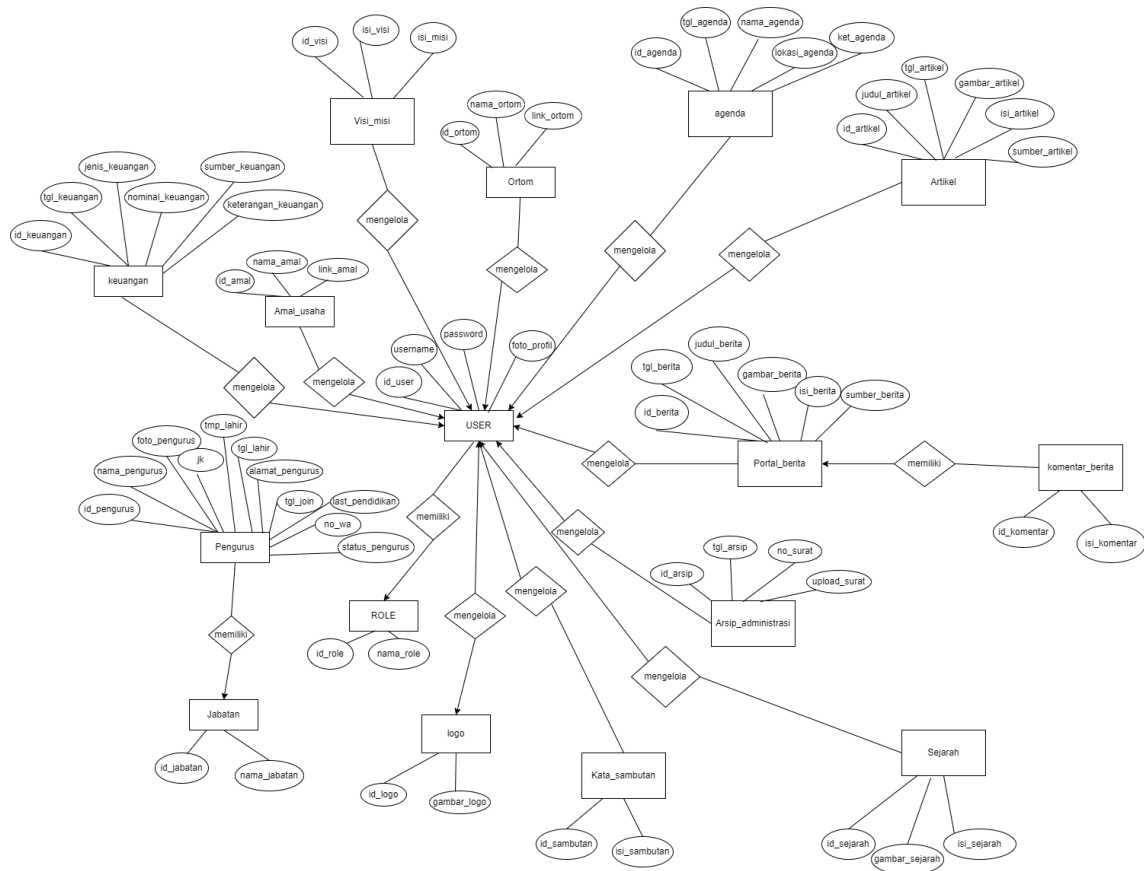 id_visi
isi_visi
isi_misi
Visi_misi
mengelola
id_ortom
nama_ortom
link_ortom
Ortom
mengelola
id_agenda
tgl_agenda
nama_agenda
lokasi_agenda
ket_agenda
agenda
mengelola
id_artikel
judul_artikel
tgl_artikel
gambar_artikel
isi_artikel
sumber_artikel
Artikel
mengelola
id_keuangan
tgl_keuangan
jenis_keuangan
nominal_keuangan
sumber_keuangan
keterangan_keuangan
keuangan
mengelola
id_amal
nama_amal
link_amal
Amal_usaha
mengelola
id_user
username
password
foto_profil
USER
id_berita
tgl_berita
judul_berita
gambar_berita
isi_berita
sumber_berita
Portal_berita
mengelola
memiliki
komentar_berita
id_komentar
isi_komentar
id_pengurus
nama_pengurus
foto_pengurus
jk
tmp_lahir
tgl_lahir
alamat_pengurus
tgl_join
last_pendidikan
no_wa
status_pengurus
Pengurus
memiliki
Jabatan
id_jabatan
nama_jabatan
memiliki
ROLE
id_role
nama_role
mengelola
logo
id_logo
gambar_logo
mengelola
Kata_sambutan
id_sambutan
isi_sambutan
mengelola
id_arsip
tgl_arsip
no_surat
upload_surat
Arsip_administrasi
mengelola
Sejarah
id_sejarah
gambar_sejarah
isi_sejarah